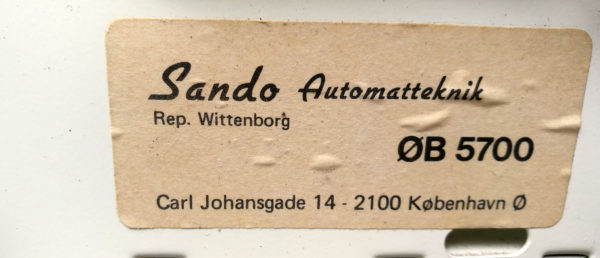 Sando Automatteknik
Rep. Wittenborg
ØB 5700
Carl Johansgade 14 - 2100 København Ø